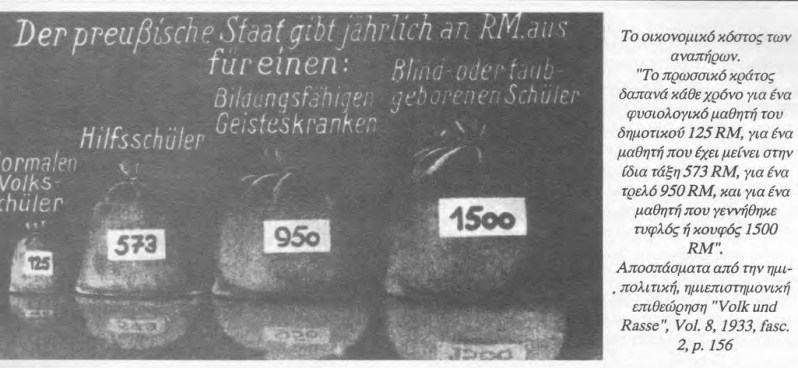 Der preußische Staat gibt jährlich an RM. aus
für einen:
Blind- oder taub-
geborenen Schüler
Bildungsfähigen
Geisteskranken
Hilfsschüler
ormalen
Volks-
chüler
125
573
950
1500
Το οικονομικό κόστος των
αναπήρων.
"Το πρωσσικό κράτος
δαπανά κάθε χρόνο για ένα
φυσιολογικό μαθητή του
δημοτικού 125 RM, για ένα
μαθητή που έχει μείνει στην
ίδια τάξη 573 RM, για ένα
τρελό 950 RM, και για ένα
μαθητή που γεννήθηκε
τυφλός ή κουφός 1500
RM".
Αποσπάσματα από την ημι-
πολιτική, ημιεπιστημονική
επιθεώρηση "Volk und
Rasse", Vol. 8, 1933, fasc.
2, p. 156